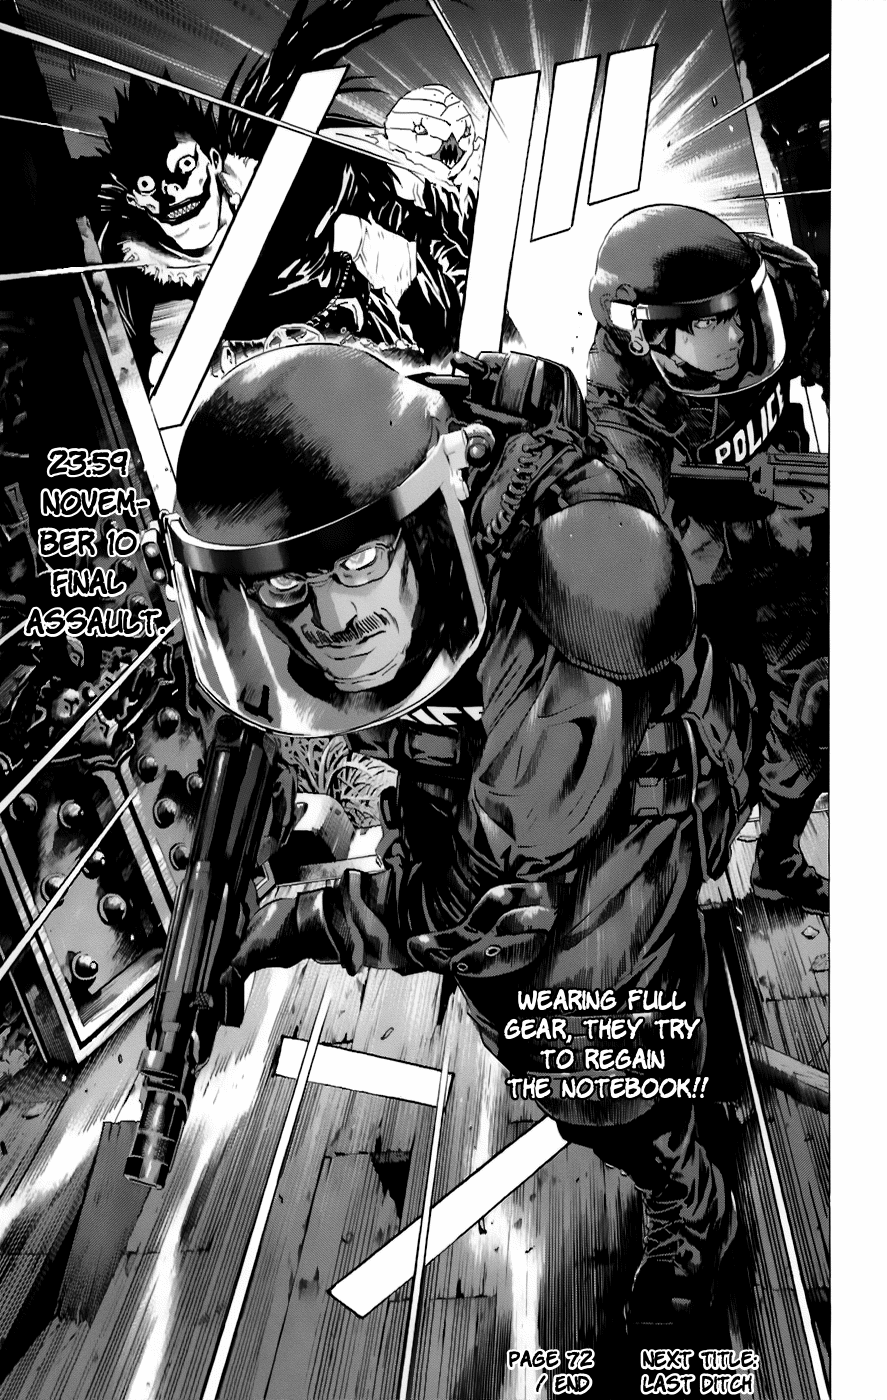 23:59
NOVEM-
BER 10
FINAL
ASSAULT.
POLICE
WEARING FULL
GEAR, THEY TRY
TO REGAIN
THE NOTEBOOK!!
PAGE 72
/ END
NEXT TITLE:
LAST DITCH